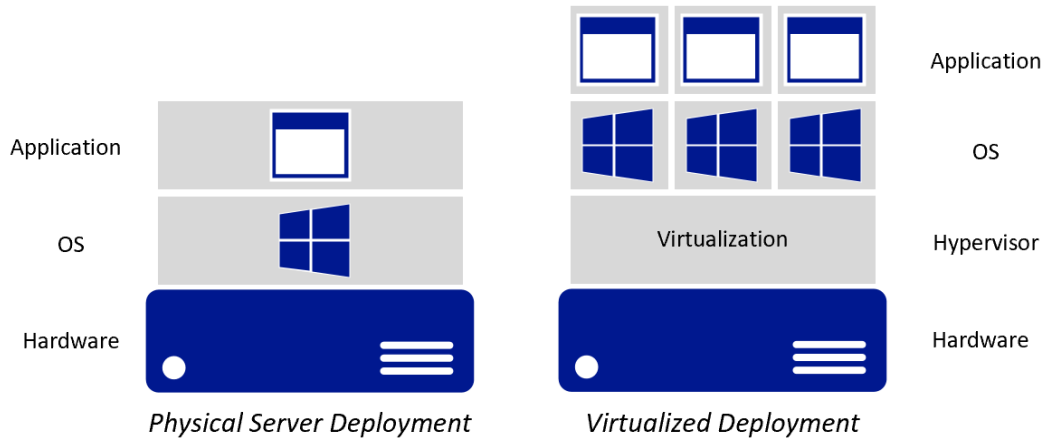 Application
OS
Hardware
Physical Server Deployment
Application
OS
Virtualization
Hypervisor
Hardware
Virtualized Deployment